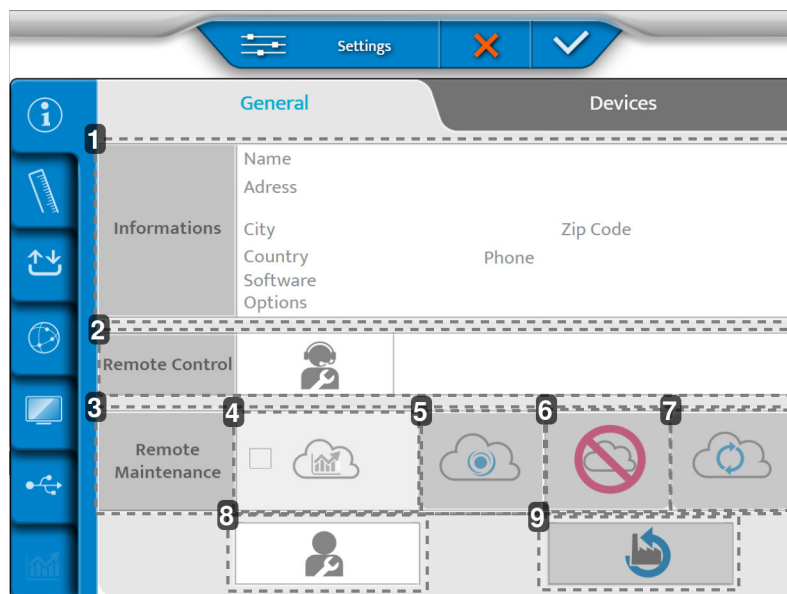 Settings
General
Devices
1
Name
Adress
Informations
City
Zip Code
Country
Phone
Software
Options
2
Remote Control
3
4
5
6
7
Remote
Maintenance
8
9